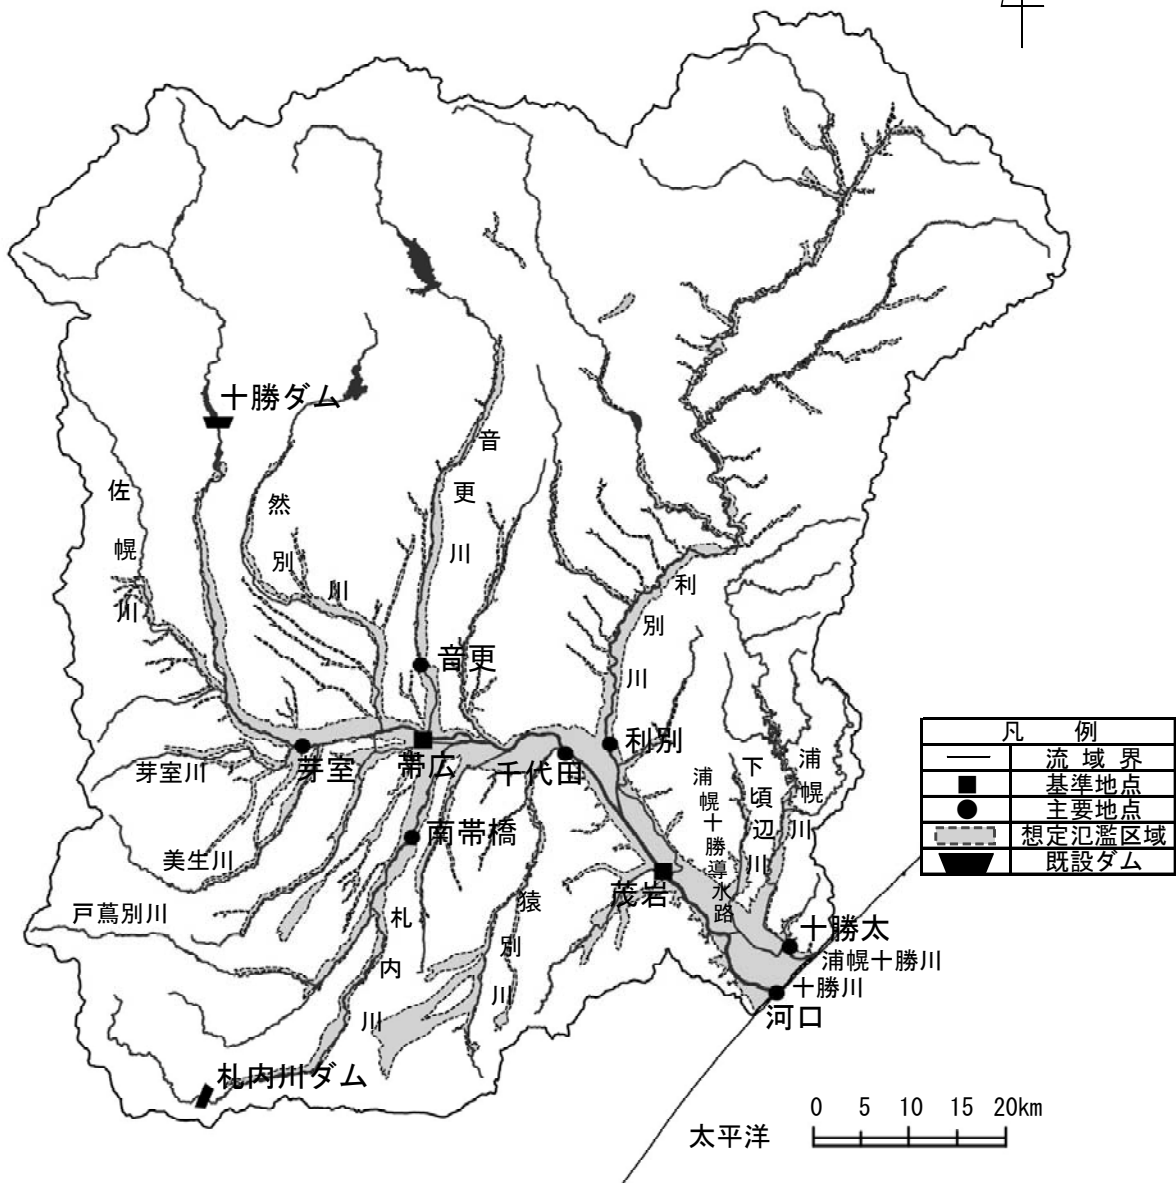 十勝ダム
佐幌川
然別川
音更川
利別川
音更
芽室
帯広
千代田
利別
芽室川
南帯橋
美生川
戸蔦別川
札内川
猿別川
茂岩
浦幌十勝導水路
下頃辺川
浦幌川
十勝太
浦幌十勝川
十勝川
河口
札内川ダム
太平洋
凡 例
流域界
基準地点
主要地点
想定氾濫区域
既設ダム
0 5 10 15 20km